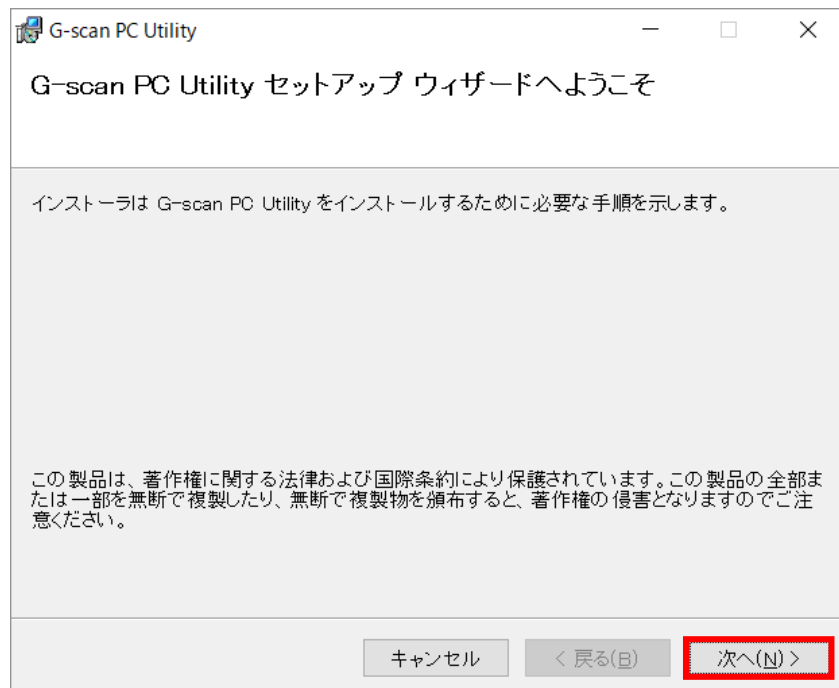 G-scan PC Utility
G-scan PC Utility セットアップ ウィザードへようこそ
インストーラは G-scan PC Utility をインストールするために必要な手順を示します。
この製品は、著作権に関する法律および国際条約により保護されています。この製品の全部ま
たは一部を無断で複製したり、無断で複製物を頒布すると、著作権の侵害となりますのでご注
意ください。
キャンセル
< 戻る(B)
次へ(N) >